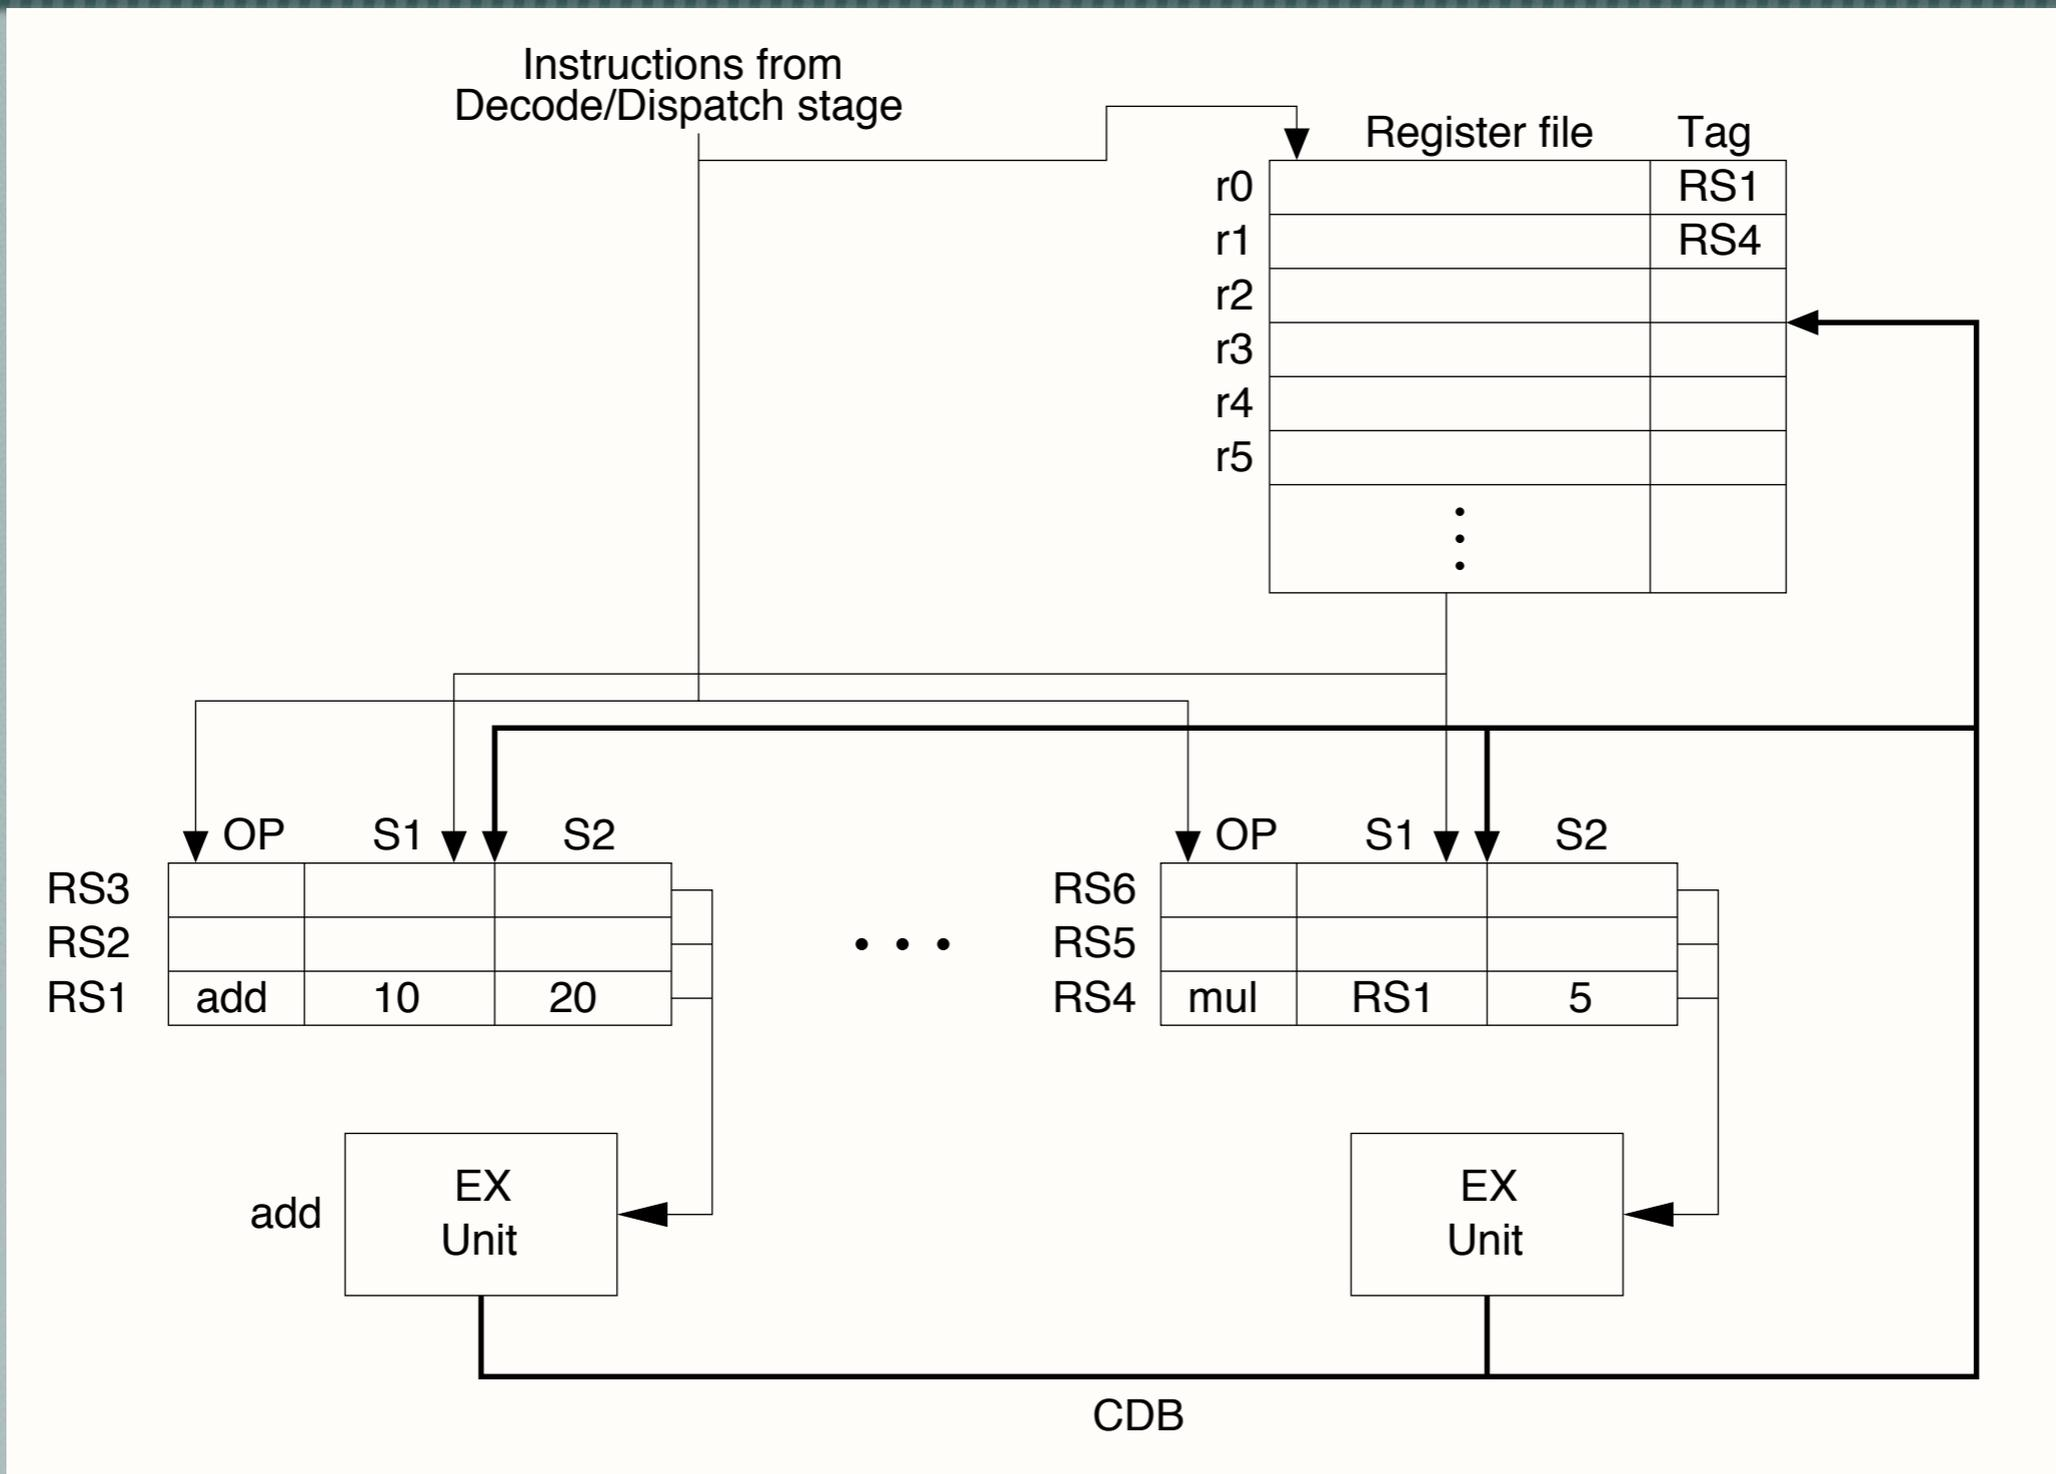 Instructions from
Decode/Dispatch stage
Register file Tag
r0 RS1
r1 RS4
r2
r3
r4
r5
OP S1 S2
RS3
RS2
RS1 add 10 20
OP S1 S2
RS6
RS5
RS4 mul RS1 5
add
EX
Unit
EX
Unit
CDB